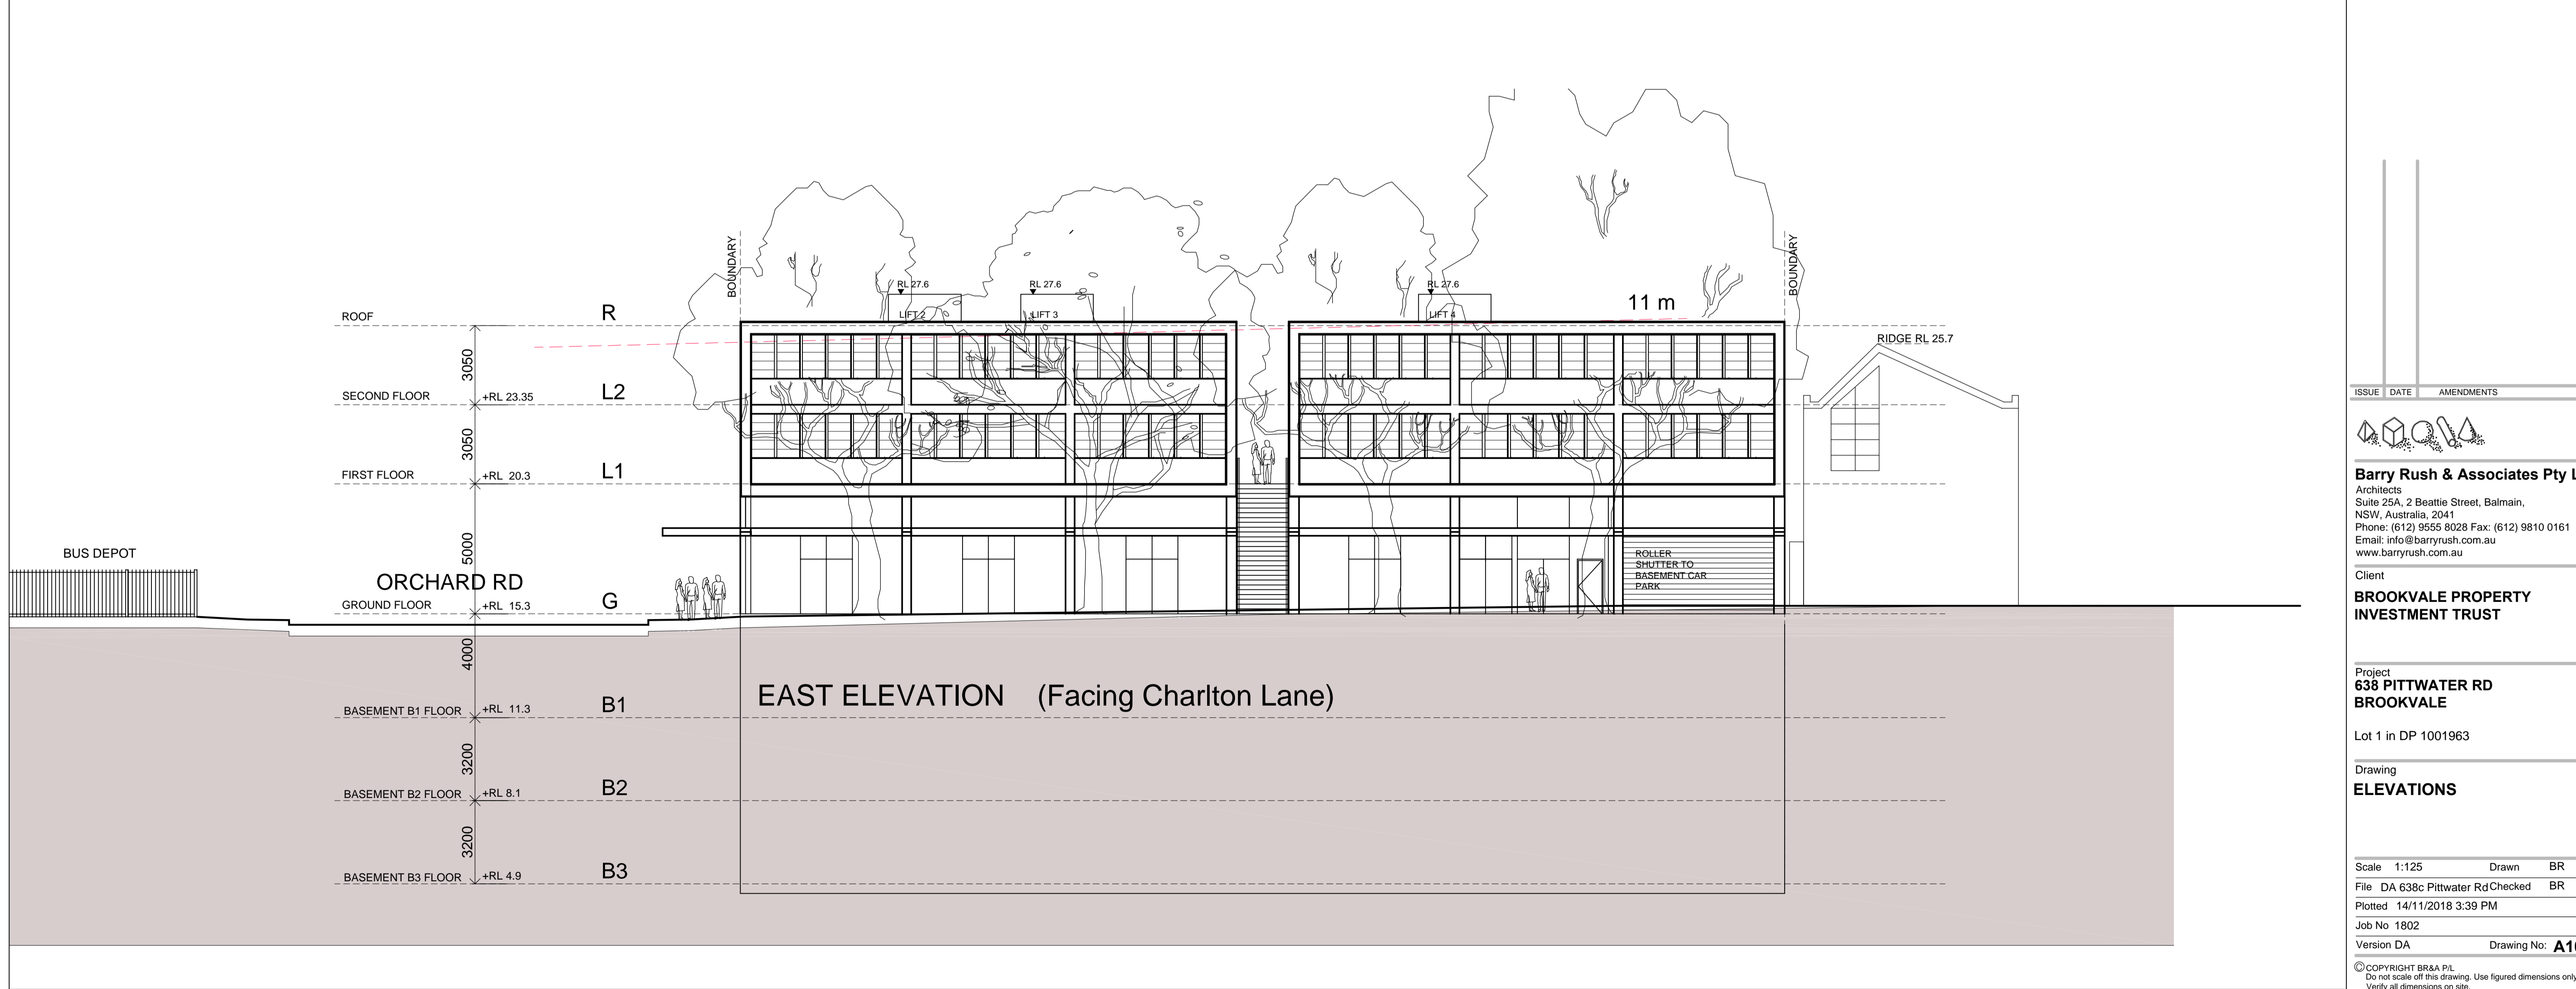 BOUNDARY
BOUNDARY
RL 27.6
RL 27.6
RL 27.6
LIFT 2
LIFT 3
LIFT 4
11 m
ROOF
R
RIDGE RL 25.7
3050
SECOND FLOOR +RL 23.35 L2
3050
FIRST FLOOR +RL 20.3 L1
5000
BUS DEPOT
ORCHARD RD
ROLLER
SHUTTER TO
BASEMENT CAR
PARK
GROUND FLOOR +RL 15.3 G
4000
EAST ELEVATION (Facing Charlton Lane)
BASEMENT B1 FLOOR +RL 11.3 B1
3200
BASEMENT B2 FLOOR +RL 8.1 B2
3200
BASEMENT B3 FLOOR +RL 4.9 B3
ISSUE DATE AMENDMENTS
Barry Rush & Associates Pty
Architects
Suite 25A, 2 Beattie Street, Balmain,
NSW, Australia, 2041
Phone: (612) 9555 8028 Fax: (612) 9810 0161
Email: info@barryrush.com.au
www.barryrush.com.au
Client
BROOKVALE PROPERTY
INVESTMENT TRUST
Project
638 PITTWATER RD
BROOKVALE
Lot 1 in DP 1001963
Drawing
ELEVATIONS
Scale 1:125 Drawn BR
File DA 638c Pittwater Rd Checked BR
Plotted 14/11/2018 3:39 PM
Job No 1802
Version DA Drawing No:
© COPYRIGHT BR&A P/L
Do not scale off this drawing. Use figured dimensions only
Verify all dimensions on site.